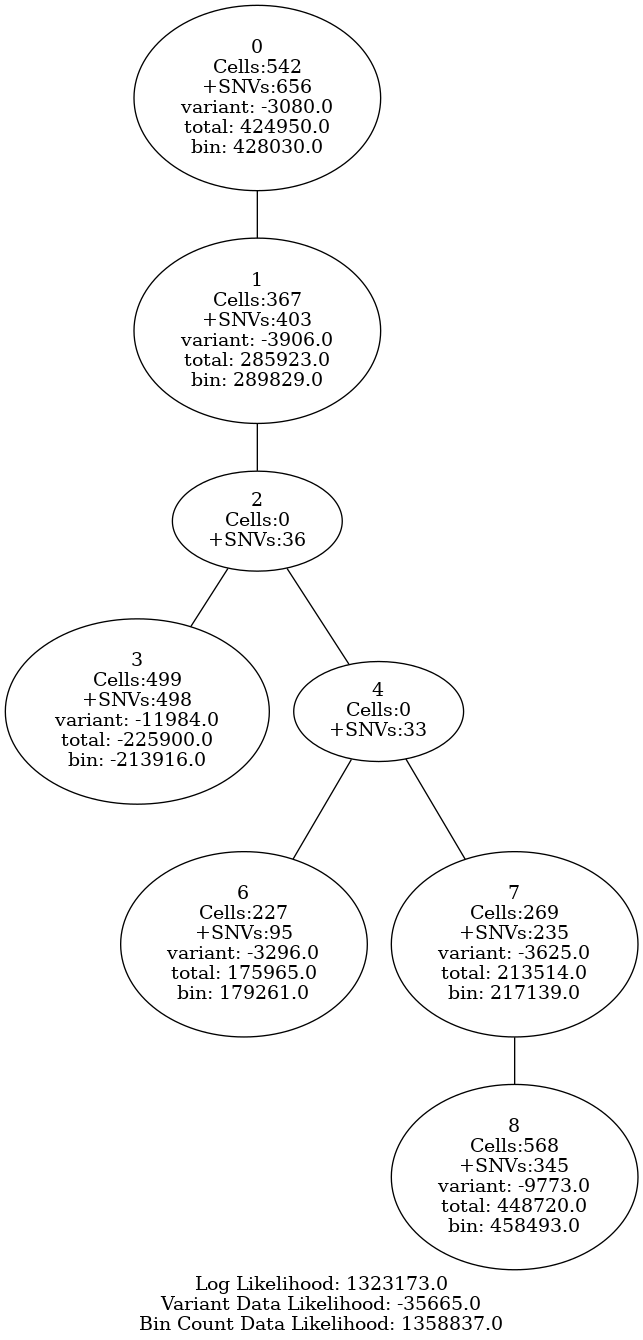 0
Cells:542
+SNVs:656
variant: -3080.0
total: 424950.0
bin: 428030.0
1
Cells:367
+SNVs:403
variant: -3906.0
total: 285923.0
bin: 289829.0
2
Cells:0
+SNVs:36
3
Cells:499
+SNVs:498
variant: -11984.0
total: -225900.0
bin: -213916.0
4
Cells:0
+SNVs:33
6
Cells:227
+SNVs:95
variant: -3296.0
total: 175965.0
bin: 179261.0
7
Cells:269
+SNVs:235
variant: -3625.0
total: 213514.0
bin: 217139.0
8
Cells:568
+SNVs:345
variant: -9773.0
total: 448720.0
bin: 458493.0
Log Likelihood: 1323173.0
Variant Data Likelihood: -35665.0
Bin Count Data Likelihood: 1358837.0